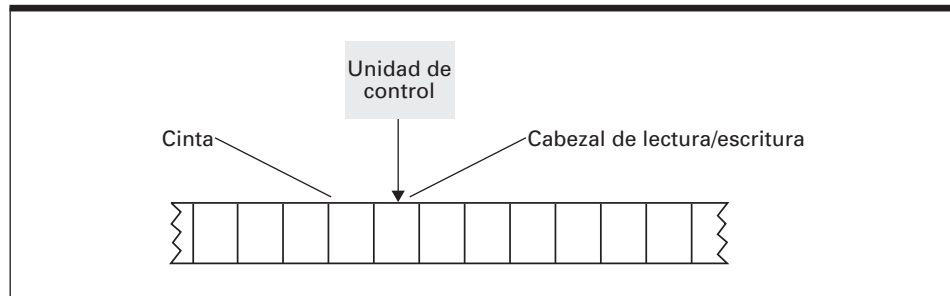 Unidad de
control
Cinta
Cabezal de lectura/escritura